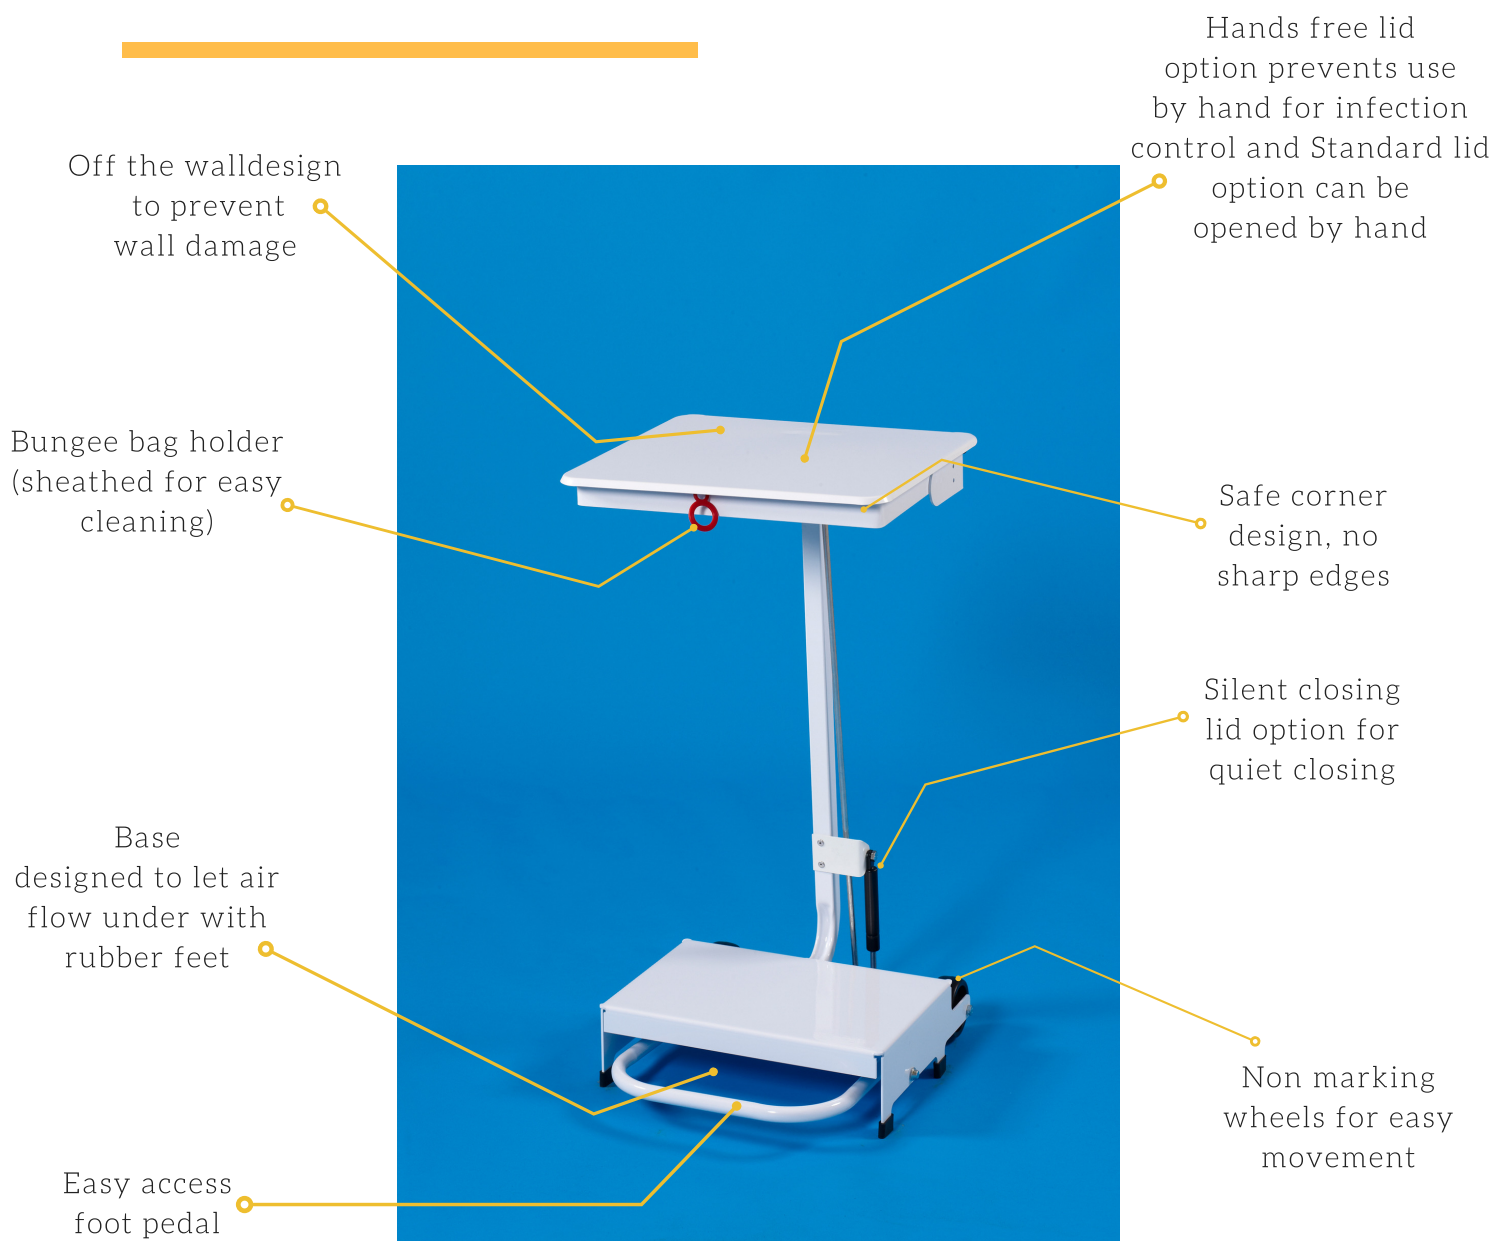 Hands free lid
option prevents use
by hand for infection
control and Standard lid
option can be
opened by hand
Off the walldesign
to prevent
wall damage
Bungee bag holder
(sheathed for easy
cleaning)
Safe corner
design, no
sharp edges
Silent closing
lid option for
quiet closing
Base
designed to let air
flow under with
rubber feet
Non marking
wheels for easy
movement
Easy access
foot pedal